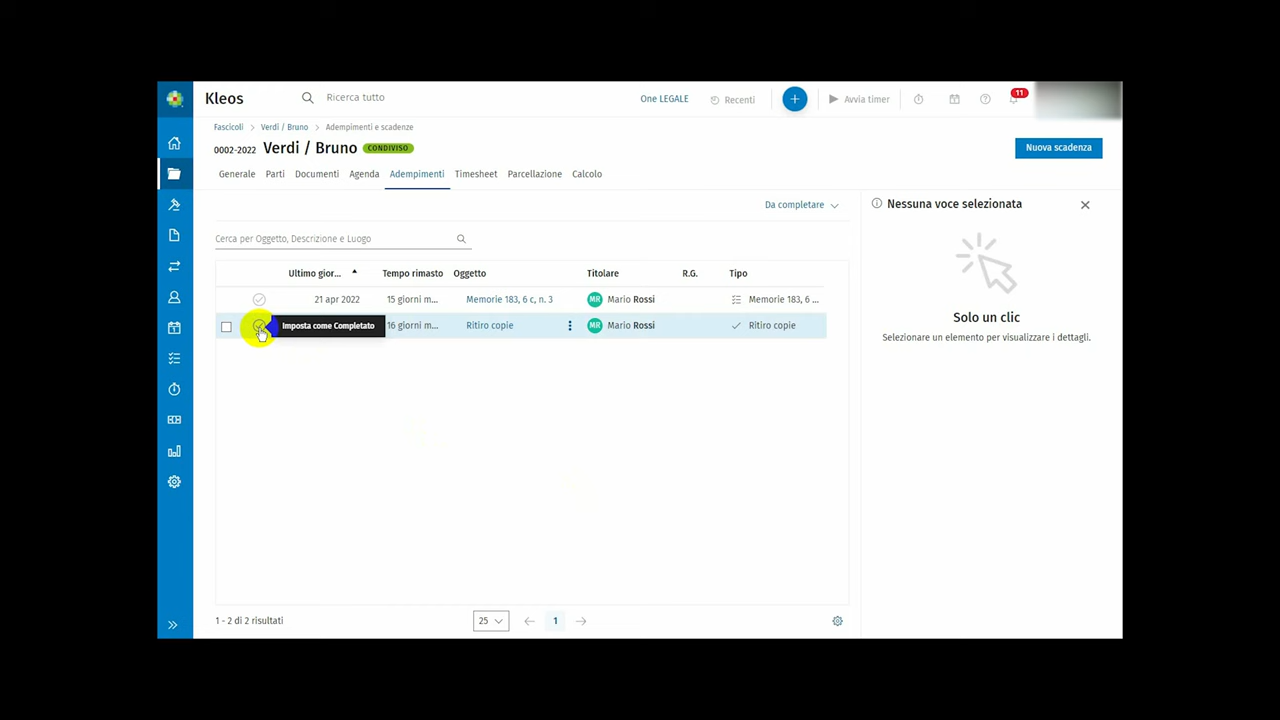 Kleos
Ricerca tutto
One LEGALE
Recenti
Avvia timer
11
Fascicoli
Verdi / Bruno
Adempimenti e scadenze
0002-2022 Verdi / Bruno CONDIVISO
Nuova scadenza
Generale Parti Documenti Agenda Adempimenti Timesheet Parcellazione Calcolo
Da completare
Nessuna voce selezionata
Cerca per Oggetto, Descrizione e Luogo
Ultimo gior... Tempo rimasto Oggetto Titolare R.G. Tipo
21 apr 2022 15 giorni m... Memorie 183, 6 c, n. 3 MR Mario Rossi Memorie 183, 6 ...
Imposta come Completato 16 giorni m... Ritiro copie MR Mario Rossi Ritiro copie
Solo un clic
Selezionare un elemento per visualizzare i dettagli.
1 - 2 di 2 risultati
25
1